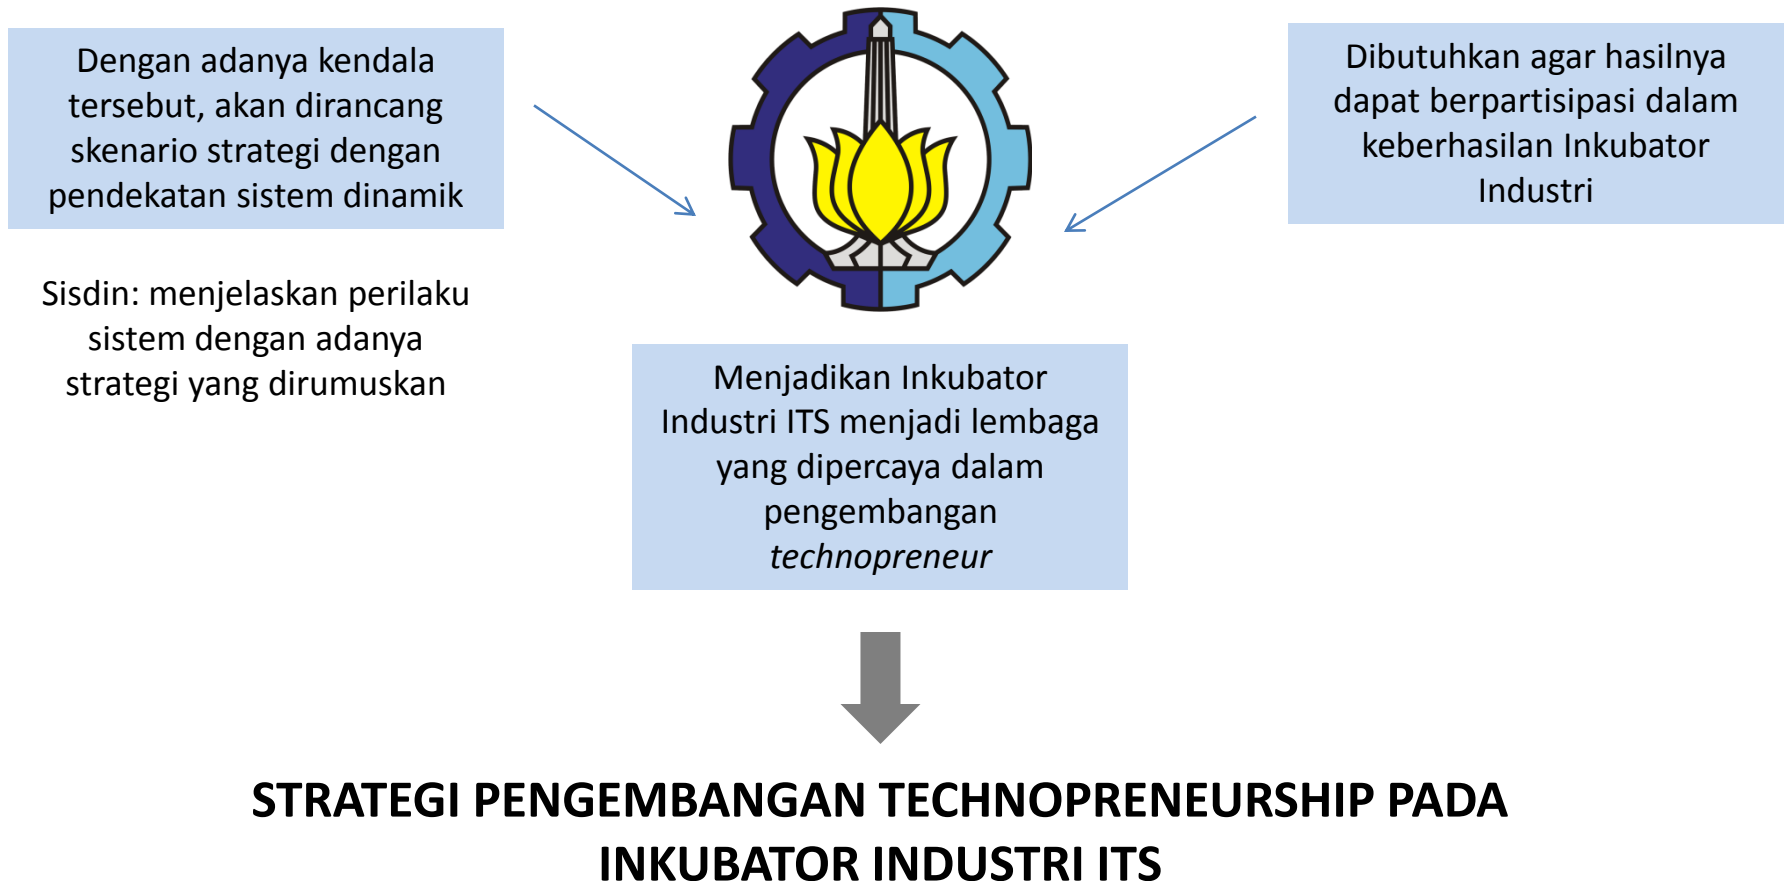 Dengan adanya kendala
tersebut, akan dirancang
skenario strategi dengan
pendekatan sistem dinamik
Sisdin: menjelaskan perilaku
sistem dengan adanya
strategi yang dirumuskan
Dibutuhkan agar hasilnya
dapat berpartisipasi dalam
keberhasilan Inkubator
Industri
Menjadikan Inkubator
Industri ITS menjadi lembaga
yang dipercaya dalam
pengembangan
technopreneur
STRATEGI PENGEMBANGAN TECHNOPRENEURSHIP PADA
INKUBATOR INDUSTRI ITS